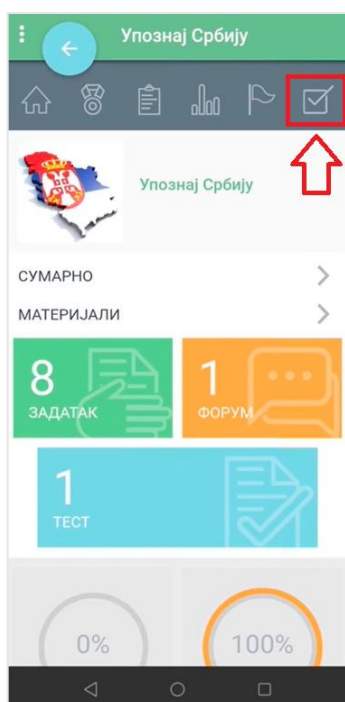 Упознај Србију
Упознај Србију
СУМАРНО
МАТЕРИЈАЛИ
8
ЗАДАТАК
1
ФОРУМ
1
ТЕСТ
0%
100%